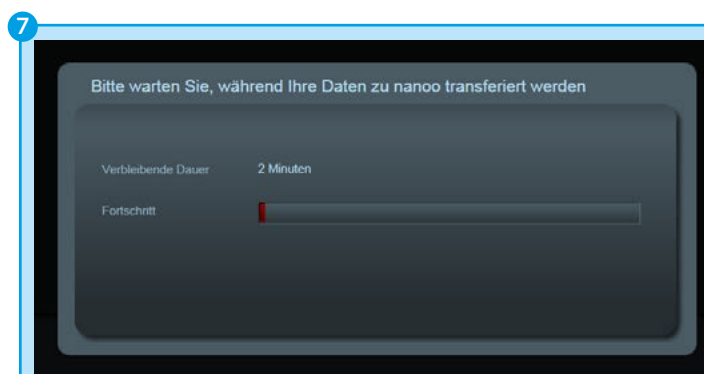 7
Bitte warten Sie, während Ihre Daten zu nanoo transferiert werden
Verbleibende Dauer 2 Minuten
Fortschritt